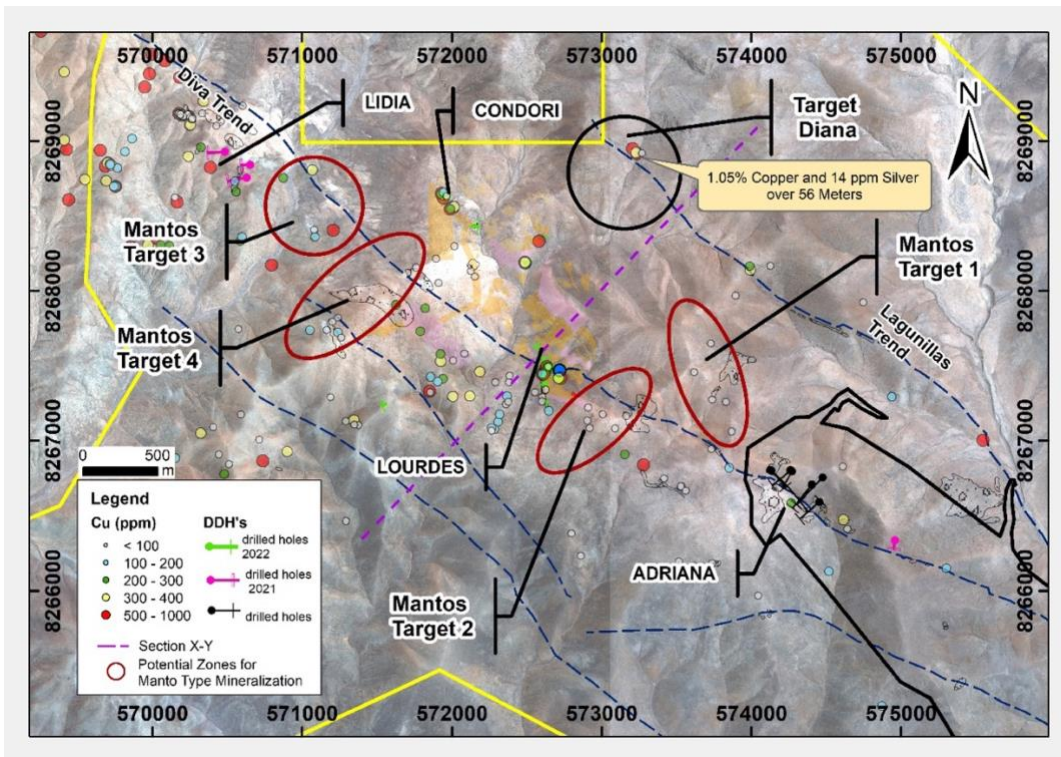 570000 571000 572000 573000 574000 575000
N
Diva Trend
LIDIA
CONDORI
Target
Diana
8269000
8269000
1.05% Copper and 14 ppm Silver
over 56 Meters
Mantos
Target 3
Mantos
Target 1
8268000
8268000
Mantos
Target 4
Lagunillas
Trend
8267000
8267000
0 500
m
LOURDES
Legend
Cu (ppm)
< 100
100 - 200
200 - 300
300 - 400
500 - 1000
DDH's
drilled holes
2022
drilled holes
2021
drilled holes
Section X-Y
Potential Zones for
Manto Type Mineralization
ADRIANA
8266000
8266000
Mantos
Target 2
570000 571000 572000 573000 574000 575000